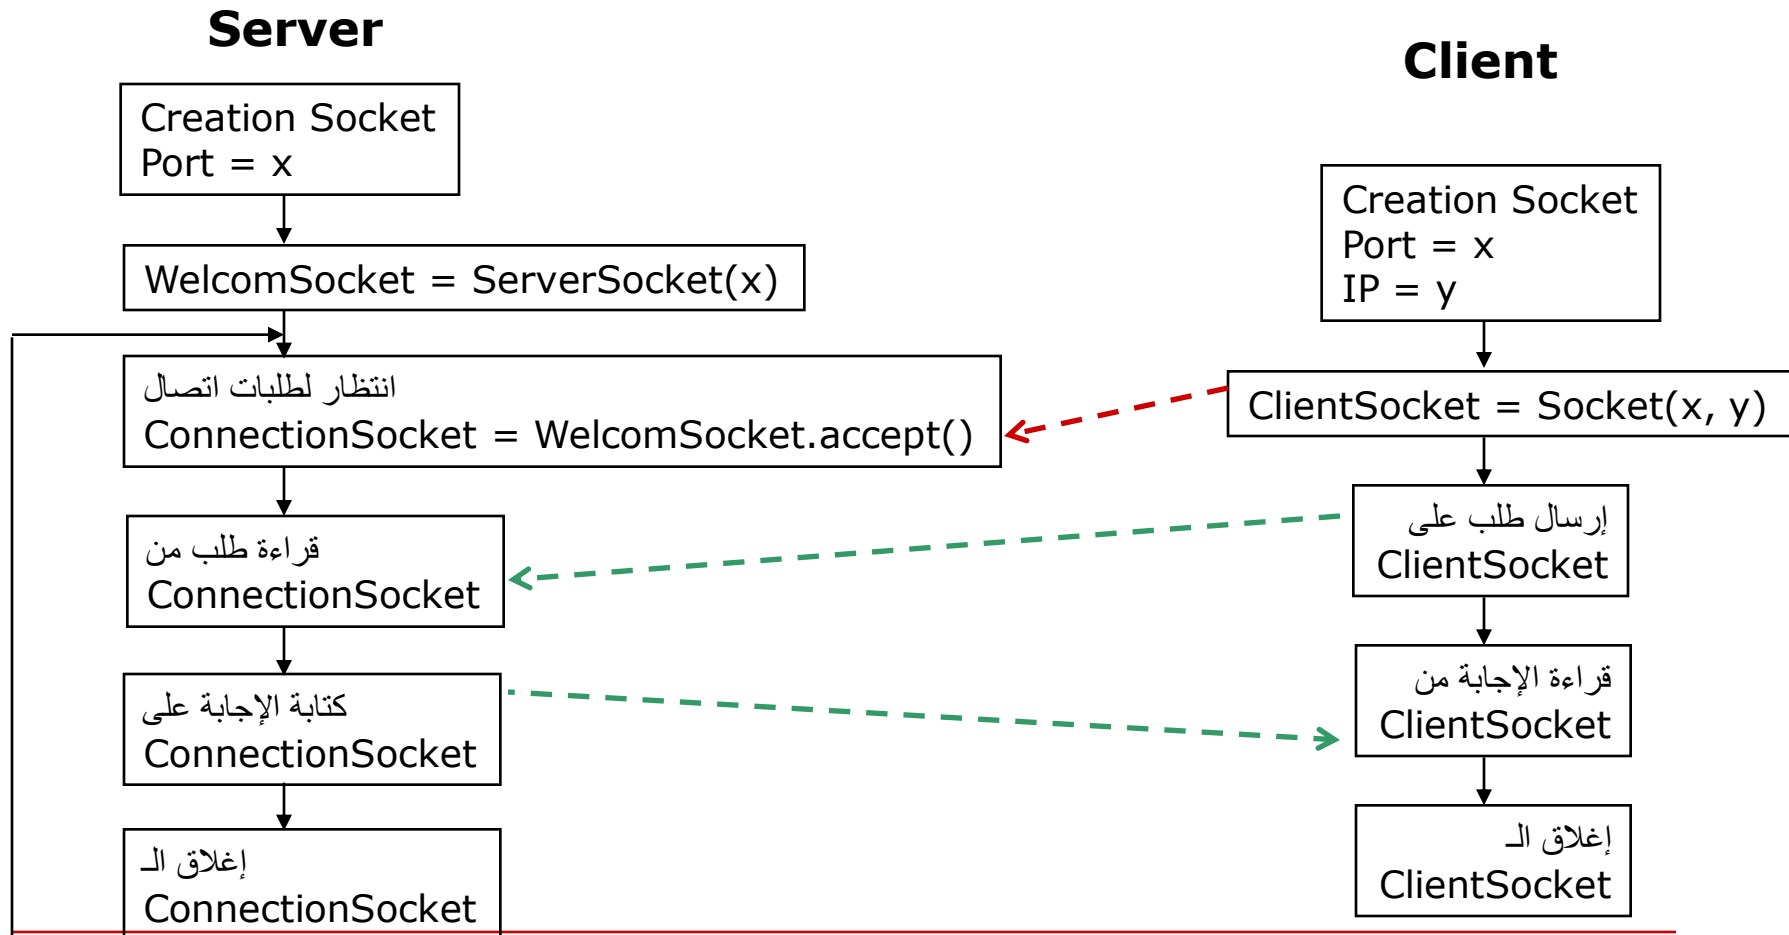 Server
Creation Socket
Port = x
WelcomSocket = ServerSocket(x)
انتظار لطلبات اتصال
ConnectionSocket = WelcomSocket.accept()
قراءة طلب من
ConnectionSocket
كتابة الإجابة على
ConnectionSocket
إغلاق الـ
ConnectionSocket
Client
Creation Socket
Port = x
IP = y
ClientSocket = Socket(x, y)
إرسال طلب على
ClientSocket
قراءة الإجابة من
ClientSocket
إغلاق الـ
ClientSocket